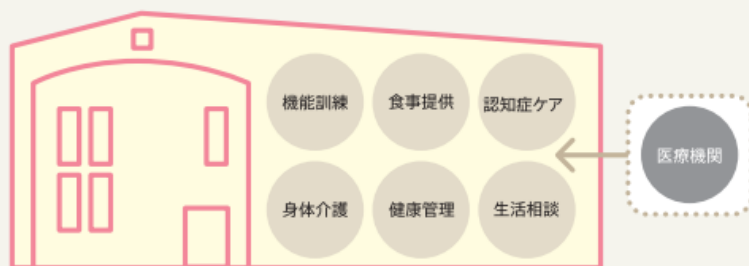 機能訓練
食事提供
認知症ケア
身体介護
健康管理
生活相談
医療機関